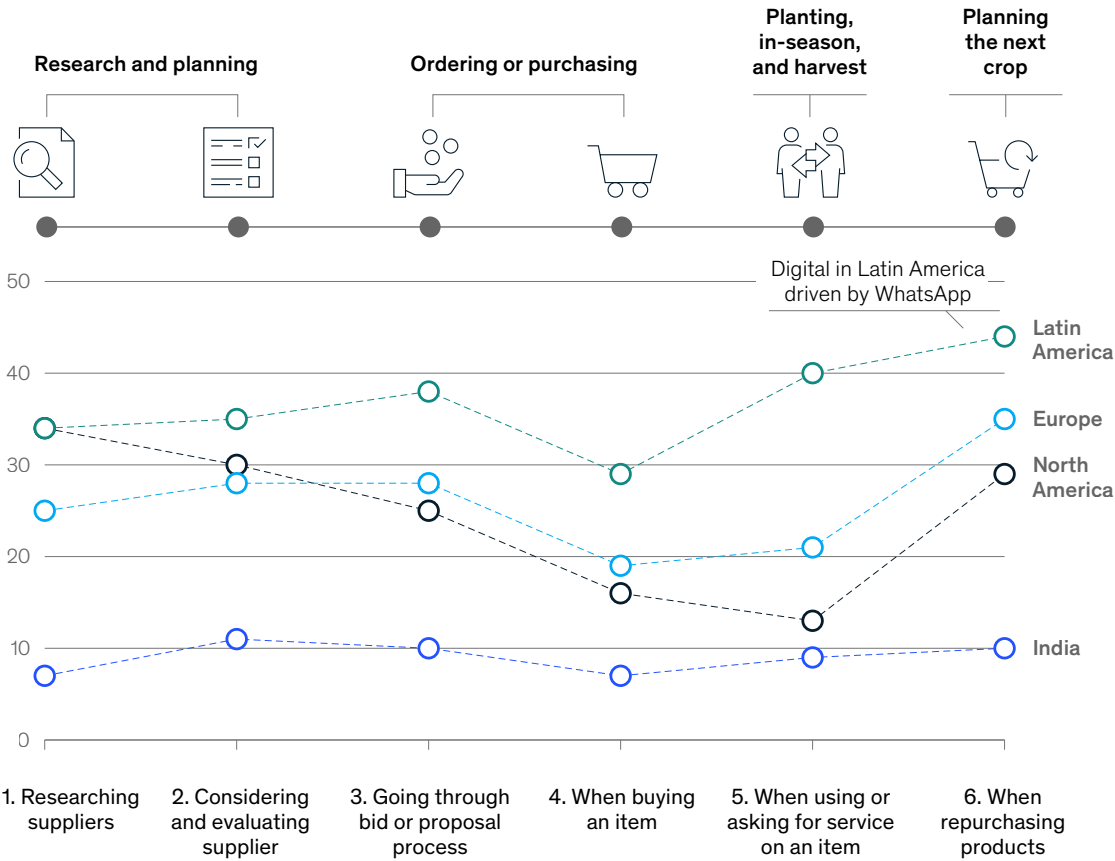 Research and planning
Ordering or purchasing
Planting,
in-season,
and harvest
Planning
the next
crop
50
40
30
20
10
0
Digital in Latin America
driven by WhatsApp
Latin
America
Europe
North
America
India
1. Researching
suppliers
2. Considering
and evaluating
supplier
3. Going through
bid or proposal
process
4. When buying
an item
5. When using or
asking for service
on an item
6. When
repurchasing
products